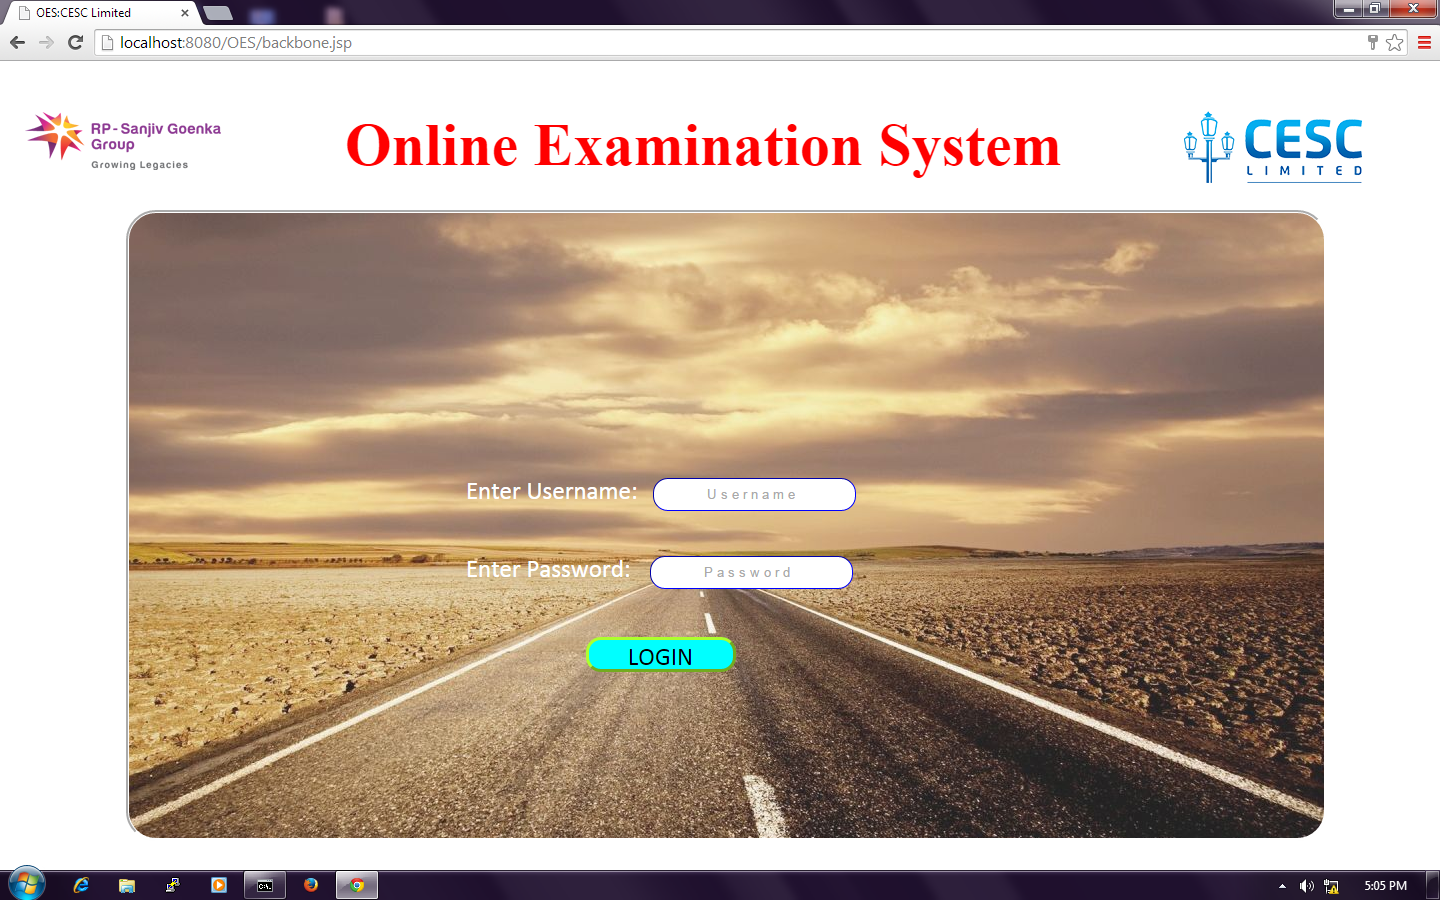 OES:CESC Limited
localhost:8080/OES/backbone.jsp
RP - Sanjiv Goenka
Group
Growing Legacies
Online Examination System
CESC
LIMITED
Enter Username:
Username
Enter Password:
Password
LOGIN
C:\.
5:05 PM